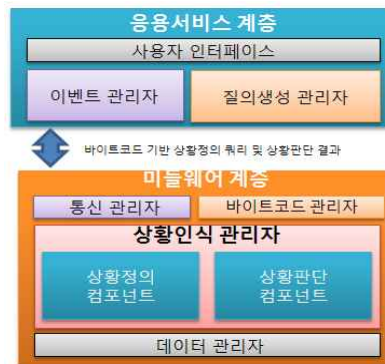 응용서비스 계층
사용자 인터페이스
이벤트 관리자
질의생성 관리자
바이트코드 기반 상황정의 쿼리 및 상황판단 결과
미들웨어 계층
통신 관리자
바이트코드 관리자
상황인식 관리자
상황정의
컴포넌트
상황판단
컴포넌트
데이터 관리자